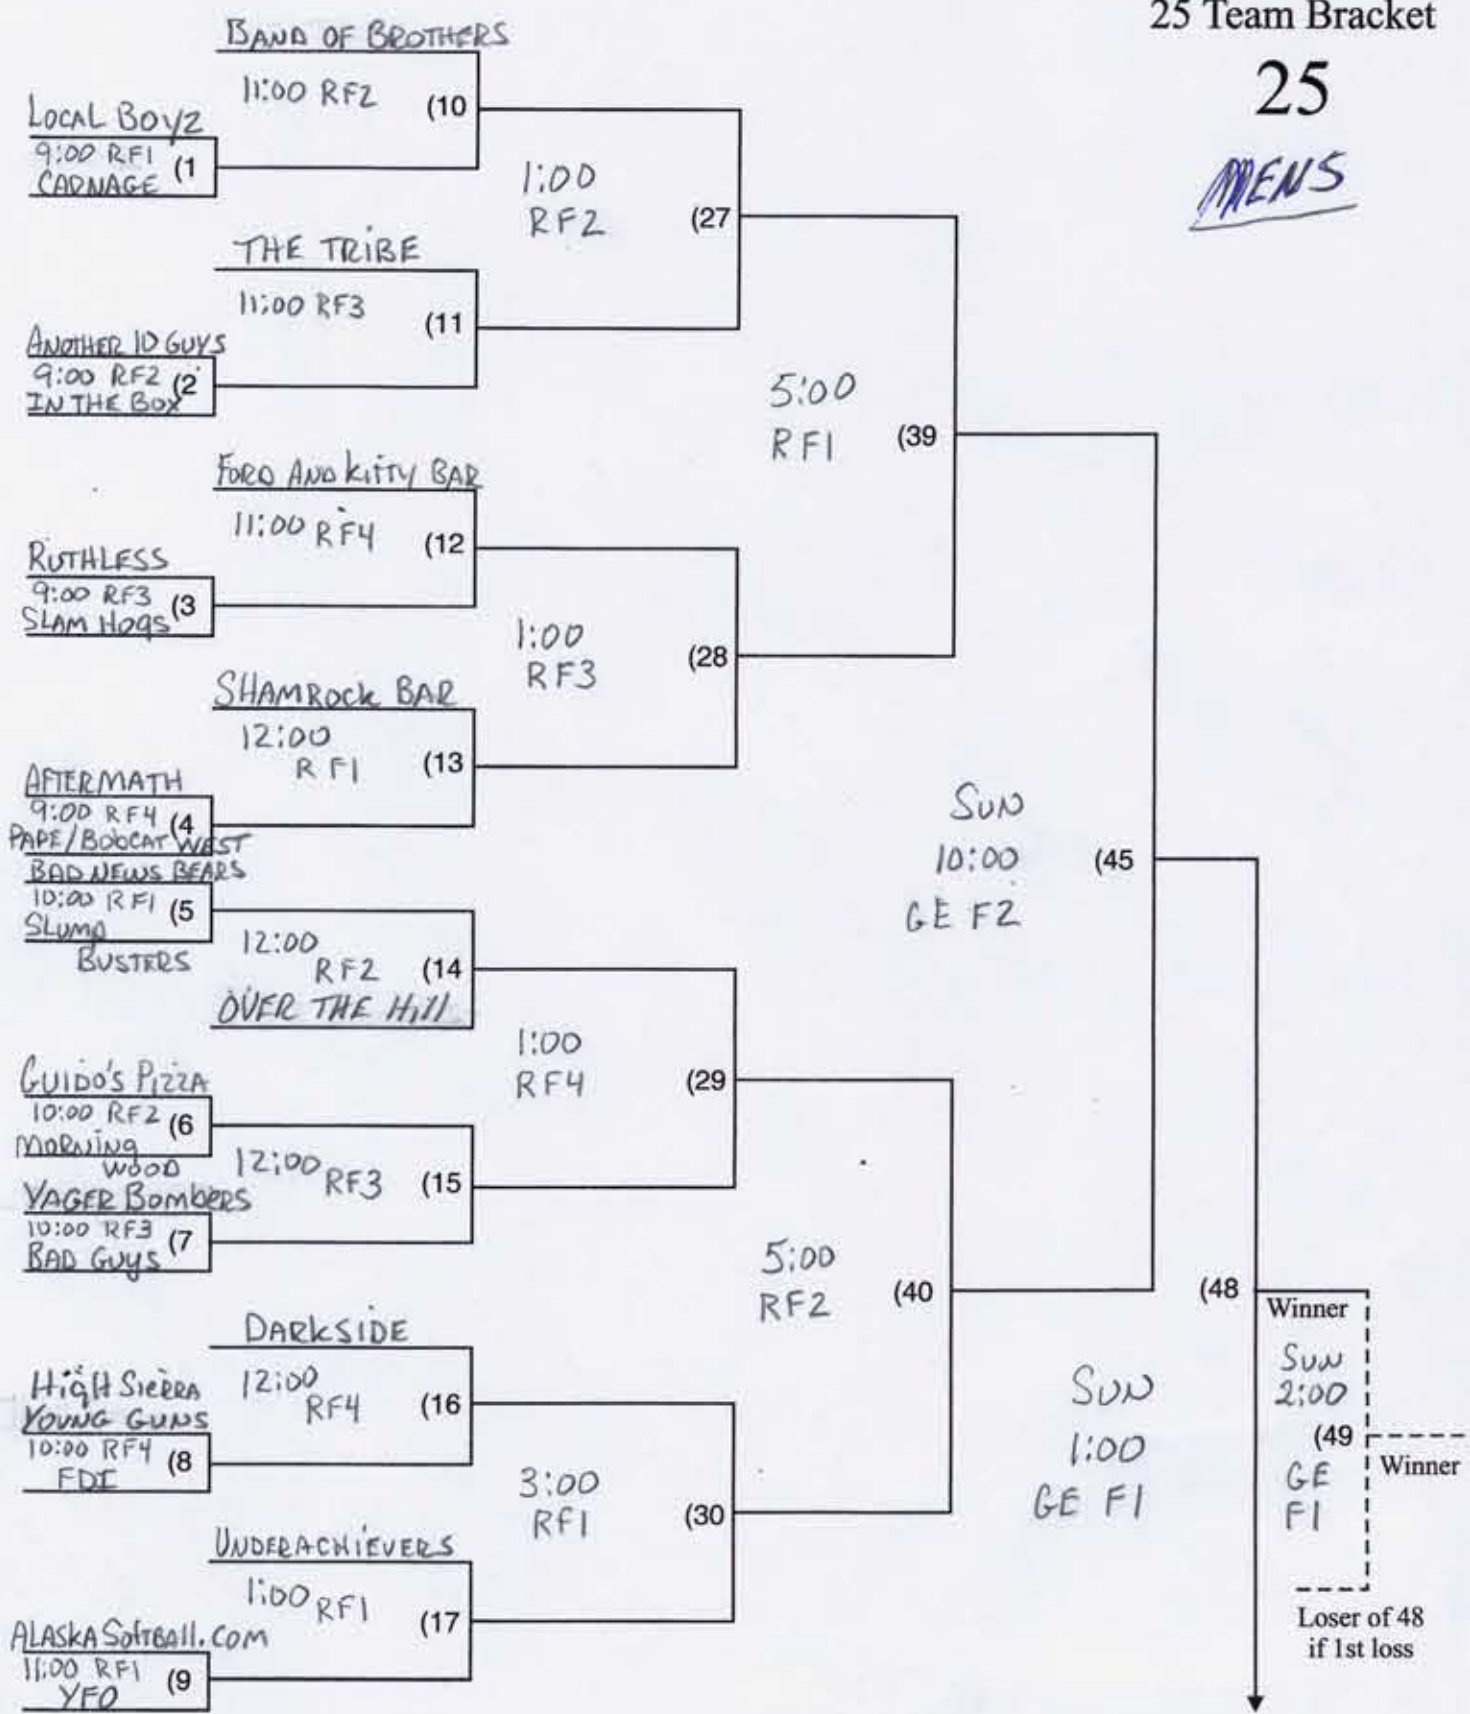 25 Team Bracket
25
MENS
BAND OF BROTHERS
11:00 RF2
(10
LOCAL BOYZ
9:00 RF1
(1
CARNAGE
1:00
RF2
(27
THE TRIBE
11:00 RF3
(11
ANOTHER 10 GUYS
9:00 RF2
(2
IN THE BOX
5:00
RF1
(39
FORD AND KITTY BAR
11:00 RF4
(12
RUTHLESS
9:00 RF3
(3
SLAM HOGS
1:00
RF3
(28
SHAMROCK BAR
12:00
RF1
(13
AFTERMATH
9:00 RF4
(4
PAPE/BOBCAT WEST
SUN
10:00
GE F2
(45
BAD NEWS BEARS
10:00 RF1
(5
SLUMP
BUSTERS
12:00
RF2
(14
OVER THE HILL
1:00
RF4
(29
GUIDO'S PIZZA
10:00 RF2
(6
MORNING
WOOD
12:00
RF3
(15
YAGER BOMBERS
10:00 RF3
(7
BAD GUYS
5:00
RF2
(40
DARKSIDE
12:00
RF4
(16
HIGH SIERRA
YOUNG GUNS
10:00 RF4
(8
FDI
3:00
RF1
(30
UNDERACHIEVERS
1:00 RF1
(17
ALASKA SOFTBALL.COM
11:00 RF1
(9
YFO
(48
SUN
1:00
GE F1
Winner
SUN
2:00
(49
GE
F1
Winner
Loser of 48
if 1st loss